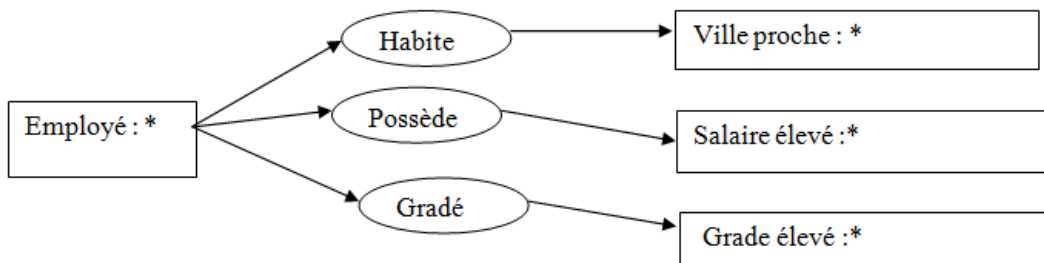 Habite
Ville proche : *
Employé : *
Possède
Salaire élevé :*
Gradé
Grade élevé :*